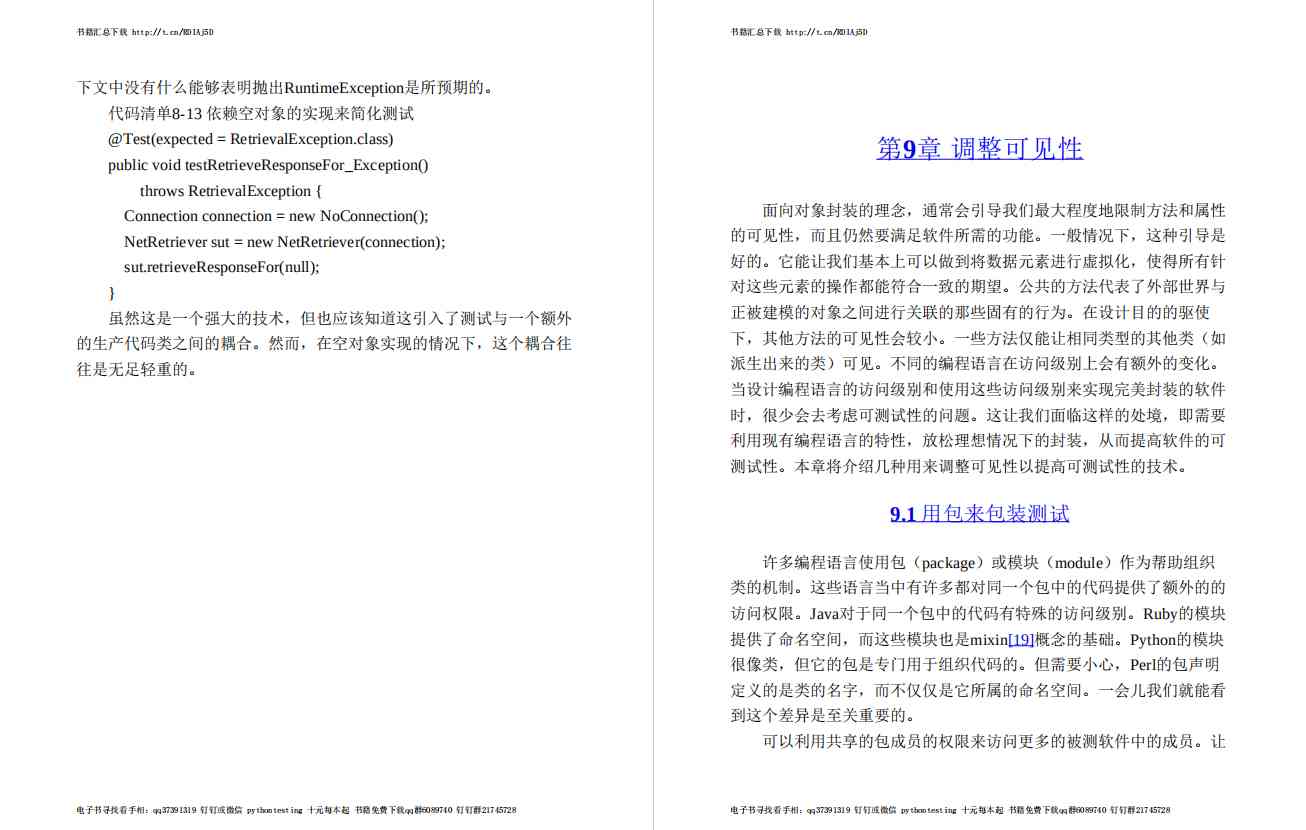 书籍汇总下载 http://t.cn/RDIAj5D
下文中没有什么能够表明抛出RuntimeException是所预期的。
代码清单8-13 依赖空对象的实现来简化测试
@Test(expected = RetrievalException.class)
public void testRetrieveResponseFor_Exception()
throws RetrievalException {
Connection connection = new NoConnection();
NetRetriever sut = new NetRetriever(connection);
sut.retrieveResponseFor(null);
}
虽然这是一个强大的技术，但也应该知道这引入了测试与一个额外
的生产代码类之间的耦合。然而，在空对象实现的情况下，这个耦合往
往是无足轻重的。
电子书寻找看手相：qq37391319 钉钉或微信 pythontesting 十元每本起 书籍免费下载qq群6089740 钉钉群21745728
书籍汇总下载 http://t.cn/RDIAj5D
第9章 调整可见性
面向对象封装的理念，通常会引导我们最大程度地限制方法和属性
的可见性，而且仍然要满足软件所需的功能。一般情况下，这种引导是
好的。它能让我们基本上可以做到将数据元素进行虚拟化，使得所有针
对这些元素的操作都能符合一致的期望。公共的方法代表了外部世界与
正被建模的对象之间进行关联的那些固有的行为。在设计目的的驱使
下，其他方法的可见性会较小。一些方法仅能让相同类型的其他类（如
派生出来的类）可见。不同的编程语言在访问级别上会有额外的变化。
当设计编程语言的访问级别和使用这些访问级别来实现完美封装的软件
时，很少会去考虑可测试性的问题。这让我们面临这样的处境，即需要
利用现有编程语言的特性，放松理想情况下的封装，从而提高软件的可
测试性。本章将介绍几种用来调整可见性以提高可测试性的技术。
9.1 用包来包装测试
许多编程语言使用包（package）或模块（module）作为帮助组织
类的机制。这些语言当中有许多都对同一个包中的代码提供了额外的的
访问权限。Java对于同一个包中的代码有特殊的访问级别。Ruby的模块
提供了命名空间，而这些模块也是mixin[19]概念的基础。Python的模块
很像类，但它的包是专门用于组织代码的。但需要小心，Perl的包声明
定义的是类的名字，而不仅仅是它所属的命名空间。一会儿我们就能看
到这个差异是至关重要的。
可以利用共享的包成员的权限来访问更多的被测软件中的成员。让
电子书寻找看手相：qq37391319 钉钉或微信 pythontesting 十元每本起 书籍免费下载qq群6089740 钉钉群21745728